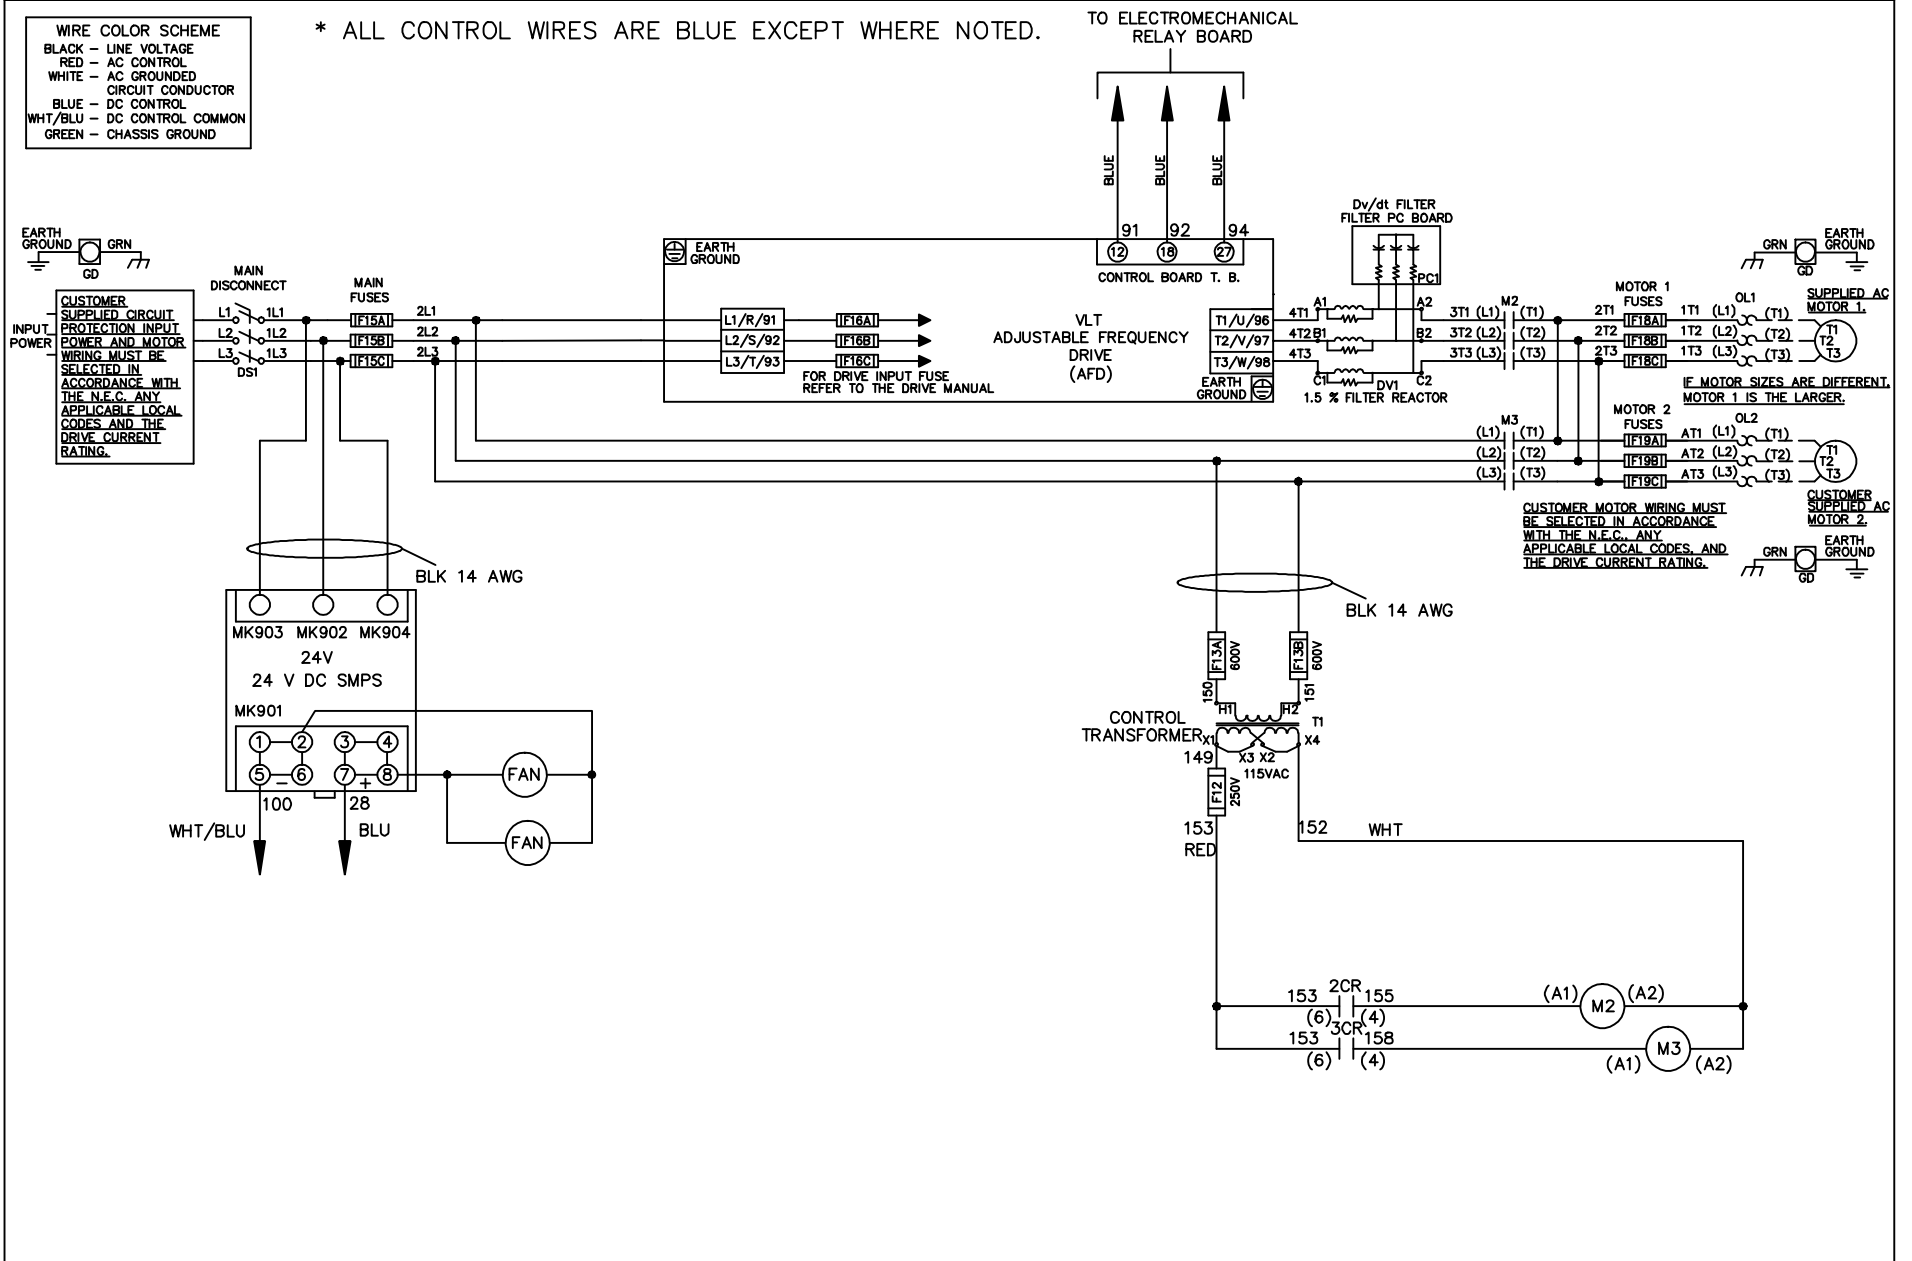 WIRE COLOR SCHEME
BLACK – LINE VOLTAGE
RED – AC CONTROL
WHITE – AC GROUNDED
CIRCUIT CONDUCTOR
BLUE – DC CONTROL
WHT/BLU – DC CONTROL COMMON
GREEN – CHASSIS GROUND
* ALL CONTROL WIRES ARE BLUE EXCEPT WHERE NOTED.
TO ELECTROMECHANICAL
RELAY BOARD
BLUE
BLUE
BLUE
91 92 94
12 18 27
CONTROL BOARD T. B.
Dv/dt FILTER
FILTER PC BOARD
PC1
EARTH
GROUND
GRN
GD
EARTH
GROUND
GRN
EARTH
GROUND
GD
CUSTOMER
SUPPLIED CIRCUIT
PROTECTION INPUT
POWER AND MOTOR
WIRING MUST BE
SELECTED IN
ACCORDANCE WITH
THE N.E.C. ANY
APPLICABLE LOCAL
CODES AND THE
DRIVE CURRENT
RATING.
INPUT
POWER
MAIN
DISCONNECT
L1 1L1
L2 1L2
L3 1L3
DS1
MAIN
FUSES
F15A
F15B
F15C
2L1
2L2
2L3
L1/R/91
L2/S/92
L3/T/93
F16A
F16B
F16C
FOR DRIVE INPUT FUSE
REFER TO THE DRIVE MANUAL
VLT
ADJUSTABLE FREQUENCY
DRIVE
(AFD)
T1/U/96
T2/V/97
T3/W/98
EARTH
GROUND
4T1 A1 A2
4T2 B1 B2
4T3
C1 DV1 C2
1.5 % FILTER REACTOR
M2
3T1 (L1) (T1)
3T2 (L2) (T2)
3T3 (L3) (T3)
MOTOR 1
FUSES
2T1 F18A 1T1 (L1) (T1)
2T2 F18B 1T2 (L2) (T2)
2T3 F18C 1T3 (L3) (T3)
OL1
SUPPLIED AC
MOTOR 1.
T1
T2
T3
IF MOTOR SIZES ARE DIFFERENT,
MOTOR 1 IS THE LARGER.
M3
(L1) (T1)
(L2) (T2)
(L3) (T3)
MOTOR 2
FUSES
F19A AT1 (L1) (T1)
F19B AT2 (L2) (T2)
F19C AT3 (L3) (T3)
OL2
T1
T2
T3
CUSTOMER
SUPPLIED AC
MOTOR 2.
CUSTOMER MOTOR WIRING MUST
BE SELECTED IN ACCORDANCE
WITH THE N.E.C., ANY
APPLICABLE LOCAL CODES, AND
THE DRIVE CURRENT RATING.
GRN
EARTH
GROUND
GD
BLK 14 AWG
MK903 MK902 MK904
24V
24 V DC SMPS
MK901
1 2 3 4
5 – 6 7 + 8
100 28
WHT/BLU BLU
FAN
FAN
BLK 14 AWG
F13A 600V
F13B 600V
150
151
H1 H2
T1
CONTROL
TRANSFORMER
X1 X4
X3 X2
149
115VAC
F12 250V
153
RED
152 WHT
2CR
153 155
(6) (4)
(A1) M2 (A2)
3CR
153 158
(6) (4)
(A1) M3 (A2)